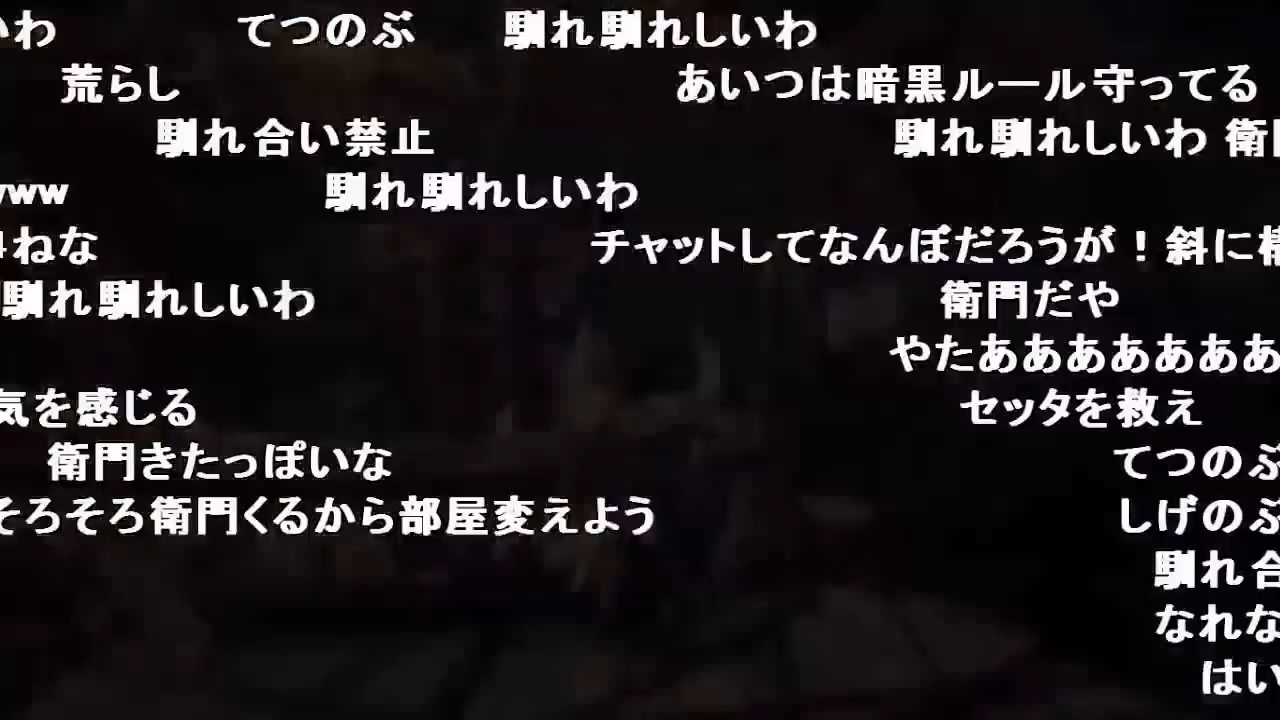 いわ てつのぶ 馴れ馴れしいわ
荒らし あいつは暗黒ルール守ってる
馴れ合い禁止 馴れ馴れしいわ 衛
www 馴れ馴れしいわ
ねな チャットしてなんぼだろうが！斜に
馴れ馴れしいわ 衛門だや
やたああああああああ
気を感じる セッタを救え
衛門きたっぽいな てつのぶ
そろそろ衛門くるから部屋変えよう しげのぶ
馴れ合
なれな
はい